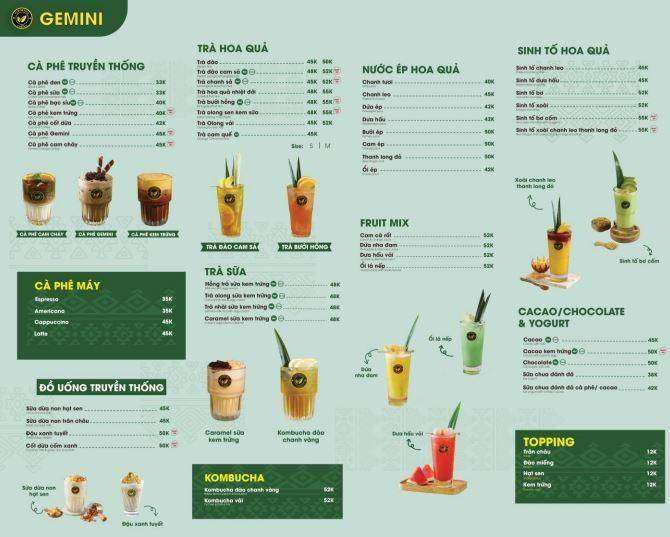 GEMINI
CÀ PHÊ TRUYỀN THỐNG
Cà phê đen 33K
Cà phê sữa 33K
Cà phê bạc sỉu 40K
Cà phê kem trứng 40K
Cà phê cốt dừa 42K
Cà phê Gemini 45K
Cà phê cam cháy 45K
CÀ PHÊ CAM CHÁY
CÀ PHÊ GEMINI
CÀ PHÊ KEM TRỨNG
CÀ PHÊ MÁY
Espresso 35K
Americano 35K
Cappuccino 45K
Latte 45K
ĐỒ UỐNG TRUYỀN THỐNG
Sữa dừa non hạt sen 45K
Sữa dừa non trân châu 45K
Đậu xanh tuyết 50K
Cốt dừa cốm xanh 50K
Sữa dừa non
hạt sen
Đậu xanh tuyết
TRÀ HOA QUẢ
Trà đào 45K 50K
Trà đào cam sả 48K 52K
Trà chanh sả 45K 52K
Trà hoa quả nhiệt đới 48K 55K
Trà bưởi hồng 48K 55K
Trà olong sen kem sữa 48K 55K
Trà Olong vải 45K 52K
Trà cam quế 45K
Size: S | M
TRÀ ĐÀO CAM SẢ
TRÀ BƯỞI HỒNG
TRÀ SỮA
Hồng trà sữa kem trứng 48K
Trà olong sữa kem trứng 48K
Trà nhài sữa kem trứng 48K
Caramel sữa kem trứng 48K
Caramel sữa
kem trứng
Kombucha đào
chanh vàng
KOMBUCHA
Kombucha đào chanh vàng 52K
Kombucha vải 52K
NƯỚC ÉP HOA QUẢ
Chanh tươi 40K
Chanh leo 45K
Dứa ép 42K
Dưa hấu 42K
Bưởi ép 50K
Cam ép 50K
Thanh long đỏ 50K
Ổi ép 42K
FRUIT MIX
Cam cà rốt 52K
Dứa nha đam 52K
Dưa hấu vải 52K
Ổi lá nếp 52K
Ổi lá nếp
Dứa
nha đam
Dưa hấu vải
SINH TỐ HOA QUẢ
Sinh tố chanh leo 45K
Sinh tố dưa hấu 45K
Sinh tố bơ 52K
Sinh tố xoài 52K
Sinh tố bơ cốm 55K
Sinh tố xoài chanh leo thanh long đỏ 50K
Xoài chanh leo
thanh long đỏ
Sinh tố bơ cốm
CACAO/CHOCOLATE
& YOGURT
Cacao 45K
Cacao kem trứng 50K
Chocolate 50K
Sữa chua đánh đá 38K
Sữa chua đánh đá cà phê/ cacao 42K
TOPPING
Trân châu 12K
Đào miếng 12K
Hạt sen 12K
Kem trứng 12K